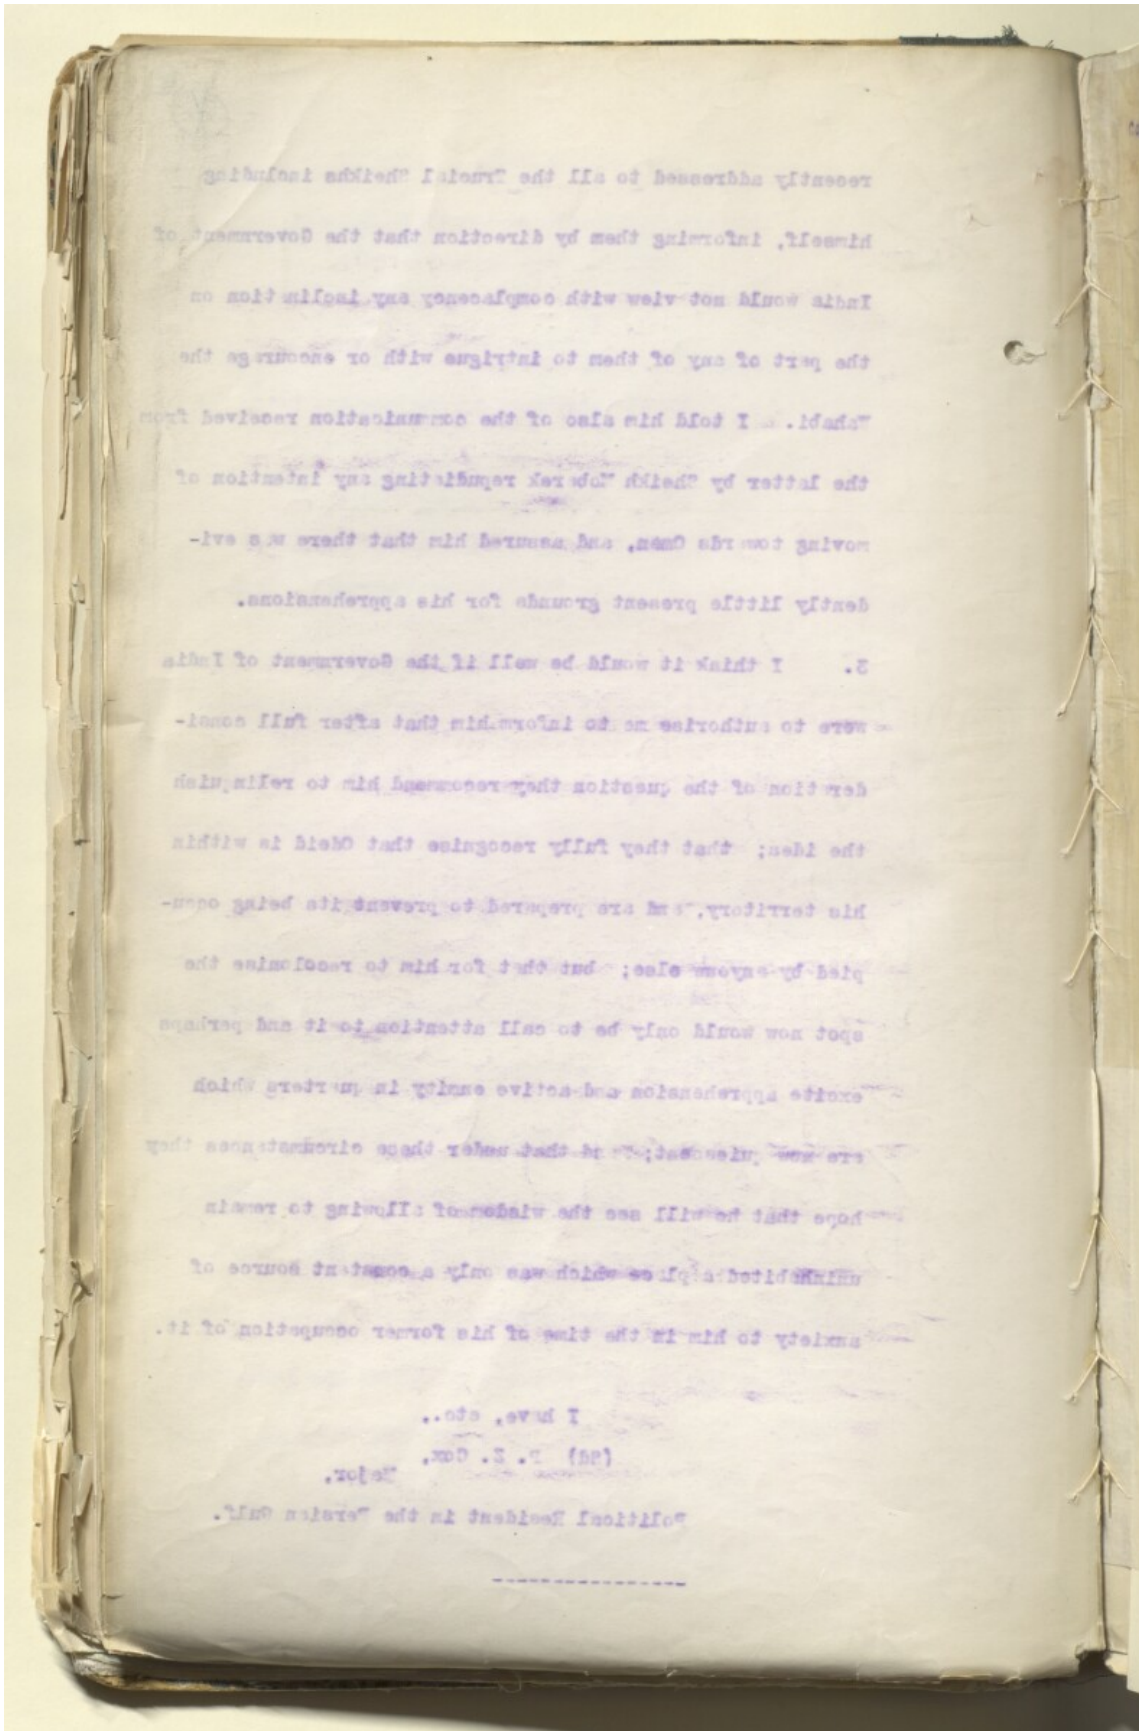 recently addressed to all the Trucial Sheikhs including
himself, informing them by direction that the Government of
India would not view with complacency any inclination on
the part of any of them to intrigue with or encourage the
Wahabi. I told him also of the communication received from
the latter by Sheikh Mobarak repudiating any intention of
moving towards Oman, and assured him that there was evi-
dently little present grounds for his apprehensions.
3. I think it would be well if the Government of India
were to authorise me to inform him that after full consi-
deration of the question they recommend him to relinquish
the idea; that they fully recognise that Odeid is within
his territory, and are prepared to prevent its being occu-
pied by anyone else; but that for him to recolonise the
spot now would only be to call attention to it and perhaps
excite apprehension and active enmity in quarters which
are now quiescent; and that under these circumstances they
hope that he will see the wisdom of allowing to remain
uninhabited a place which was only a constant source of
anxiety to him in the time of his former occupation of it.
I have, etc.,
(Sd) P. Z. Cox,
Major,
Political Resident in the Persian Gulf.